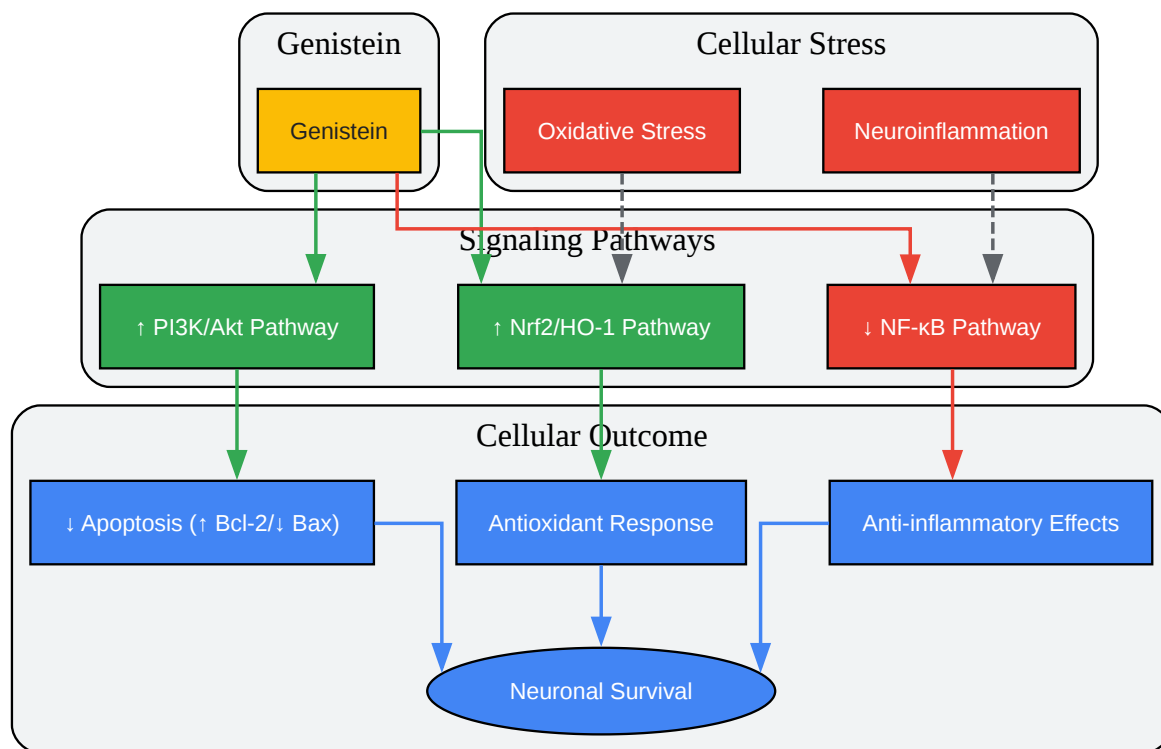 Genistein
Cellular Stress
Genistein
Oxidative Stress
Neuroinflammation
Signaling Pathways
↑ PI3K/Akt Pathway
↑ Nrf2/HO-1 Pathway
↓ NF-κB Pathway
Cellular Outcome
↓ Apoptosis (↑ Bcl-2/↓ Bax)
Antioxidant Response
Anti-inflammatory Effects
Neuronal Survival